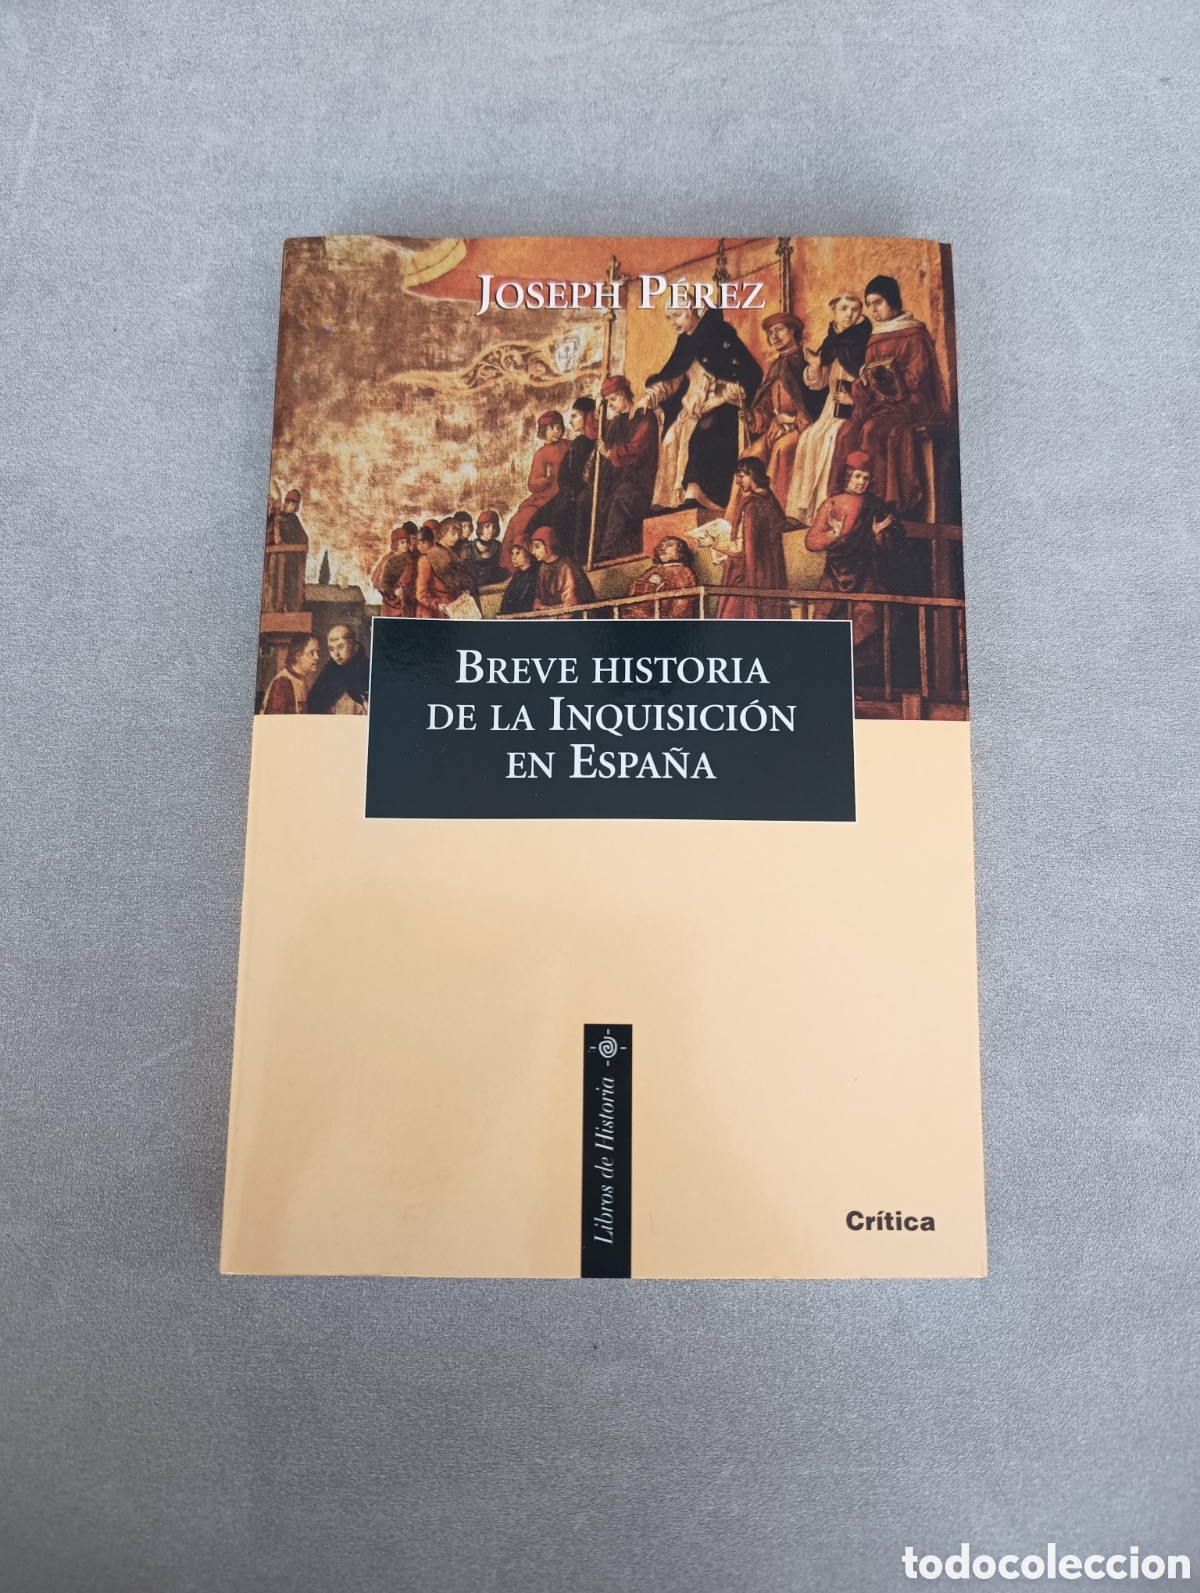 JOSEPH PÉREZ
BREVE HISTORIA
DE LA INQUISICIÓN
EN ESPAÑA
Libros de Historia
Crítica
todocoleccion